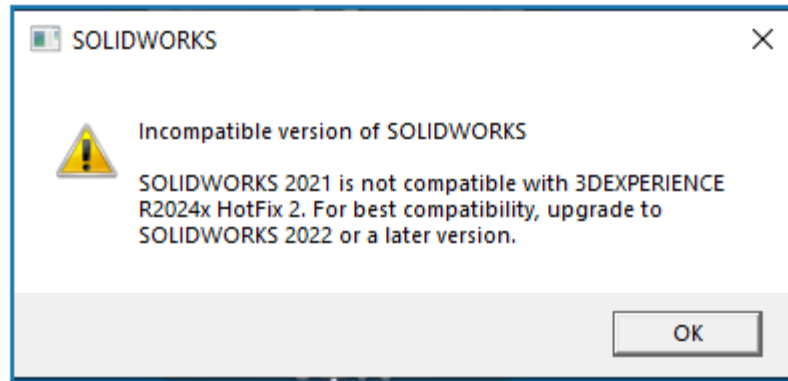 SOLIDWORKS
Incompatible version of SOLIDWORKS
SOLIDWORKS 2021 is not compatible with 3DEXPERIENCE
R2024x HotFix 2. For best compatibility, upgrade to
SOLIDWORKS 2022 or a later version.
OK